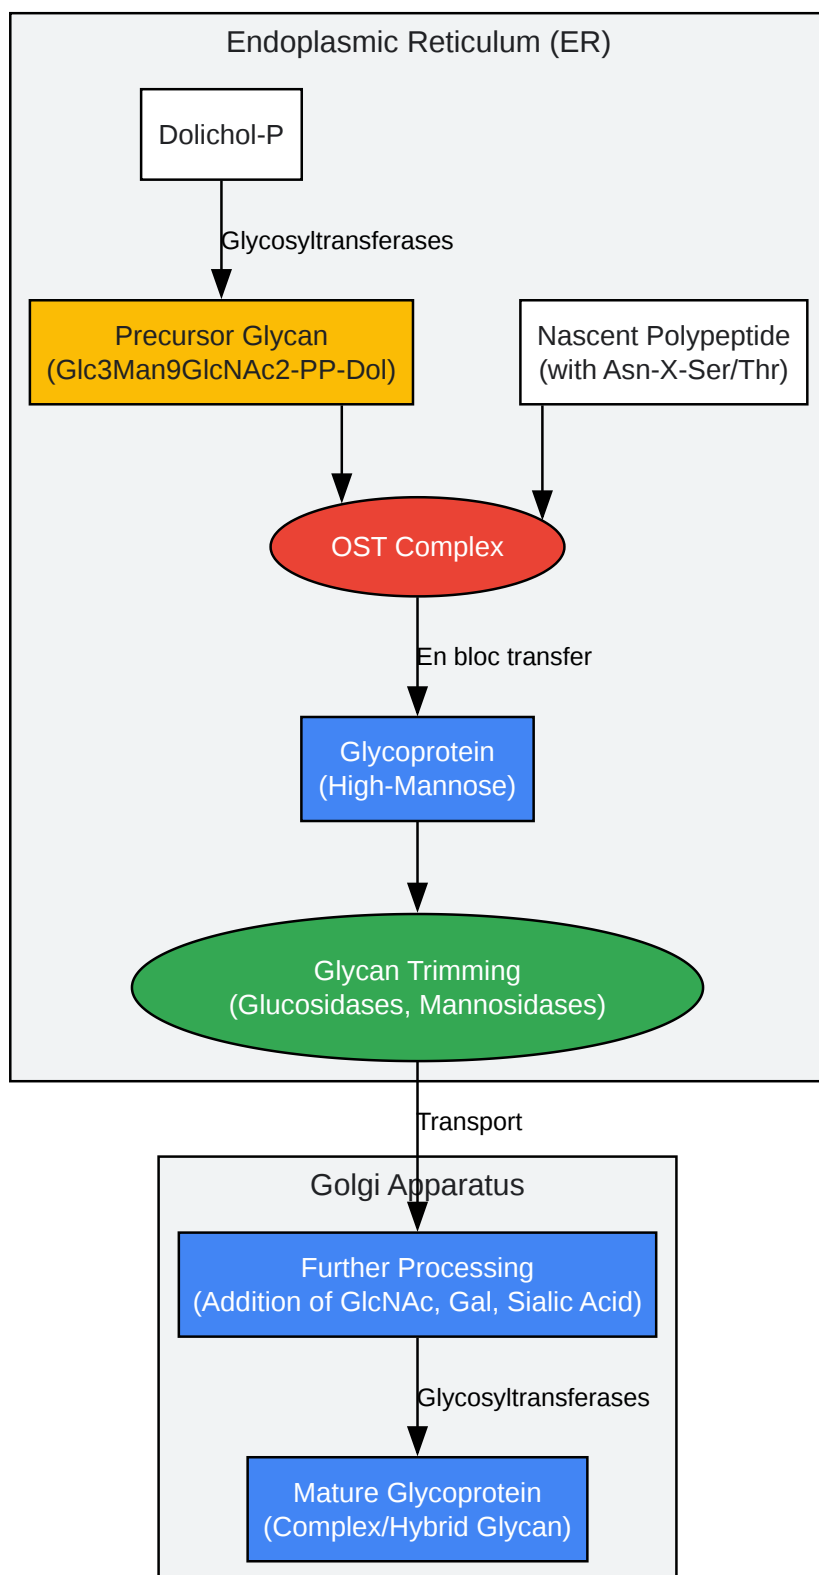 Endoplasmic Reticulum (ER)
Dolichol-P
Glycosyltransferases
Precursor Glycan
(Glc3Man9GlcNAc2-PP-Dol)
Nascent Polypeptide
(with Asn-X-Ser/Thr)
OST Complex
En bloc transfer
Glycoprotein
(High-Mannose)
Glycan Trimming
(Glucosidases, Mannosidases)
Transport
Golgi Apparatus
Further Processing
(Addition of GlcNAc, Gal, Sialic Acid)
Glycosyltransferases
Mature Glycoprotein
(Complex/Hybrid Glycan)